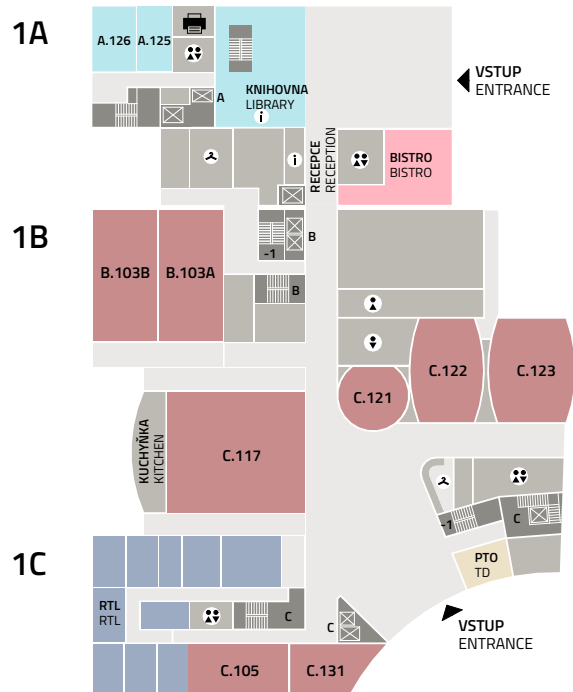 1A
A.126
A.125
A
KNIHOVNA
LIBRARY
i
VSTUP
ENTRANCE
i
RECEPCE
RECEPTION
BISTRO
BISTRO
1B
B.103B
B.103A
B
-1
B
C.121
C.122
C.123
KUCHYŇKA
KITCHEN
C.117
-1
C
1C
PTO
TD
RTL
RTL
C
C
VSTUP
ENTRANCE
C.105
C.131